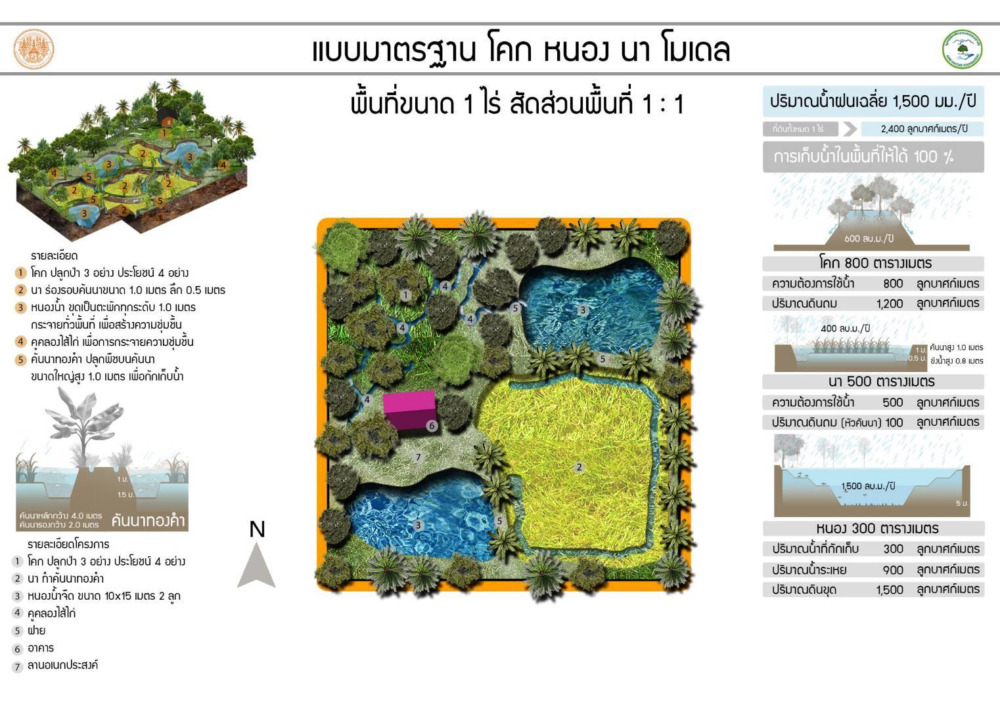 แบบมาตรฐาน โคก หนอง นา โมเดล
พื้นที่ขนาด 1 ไร่ สัดส่วนพื้นที่ 1 : 1
รายละเอียด
1 โคก ปลูกป่า 3 อย่าง ประโยชน์ 4 อย่าง
2 นา ร่องรอบคันนาขนาด 1.0 เมตร ลึก 0.5 เมตร
3 หนองน้ำ ขุดเป็นตะพักทุกระดับ 1.0 เมตร
กระจายทั่วพื้นที่ เพื่อสร้างความชุ่มชื้น
4 คูคลองไส้ไก่ เพื่อการกระจายความชุ่มชื้น
5 คันนาทองคำ ปลูกพืชบนคันนา
ขนาดใหญ่สูง 1.0 เมตร เพื่อกักเก็บน้ำ
1 ม.
1.5 ม.
คันนาหลักกว้าง 4.0 เมตร
คันนารองกว้าง 2.0 เมตร
คันนาทองคำ
รายละเอียดโครงการ
1 โคก ปลูกป่า 3 อย่าง ประโยชน์ 4 อย่าง
2 นา ทำคันนาทองคำ
3 หนองน้ำจืด ขนาด 10x15 เมตร 2 ลูก
4 คูคลองไส้ไก่
5 ฝาย
6 อาคาร
7 ลานอเนกประสงค์
N
ปริมาณน้ำฝนเฉลี่ย 1,500 มม./ปี
ที่ดินทั้งหมด 1 ไร่ 2,400 ลูกบาศก์เมตร/ปี
การเก็บน้ำในพื้นที่ให้ได้ 100 %
600 ลบ.ม./ปี
โคก 800 ตารางเมตร
ความต้องการใช้น้ำ 800 ลูกบาศก์เมตร
ปริมาณดินถม 1,200 ลูกบาศก์เมตร
400 ลบ.ม./ปี
1 ม. คันนาสูง 1.0 เมตร
0.5 ม. ขังน้ำสูง 0.8 เมตร
นา 500 ตารางเมตร
ความต้องการใช้น้ำ 500 ลูกบาศก์เมตร
ปริมาณดินถม (หัวคันนา) 100 ลูกบาศก์เมตร
1,500 ลบ.ม./ปี
5 ม.
หนอง 300 ตารางเมตร
ปริมาณน้ำที่กักเก็บ 300 ลูกบาศก์เมตร
ปริมาณน้ำระเหย 900 ลูกบาศก์เมตร
ปริมาณดินขุด 1,500 ลูกบาศก์เมตร